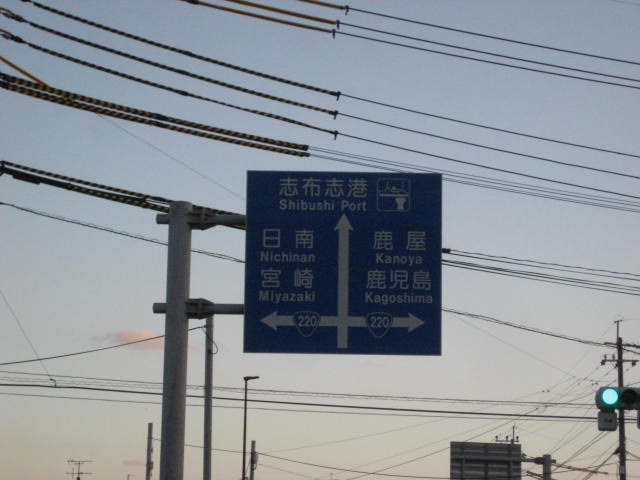 志布志港
Shibushi Port
日南
Nichinan
宮崎
Miyazaki
鹿屋
Kanoya
鹿児島
Kagoshima
220
220